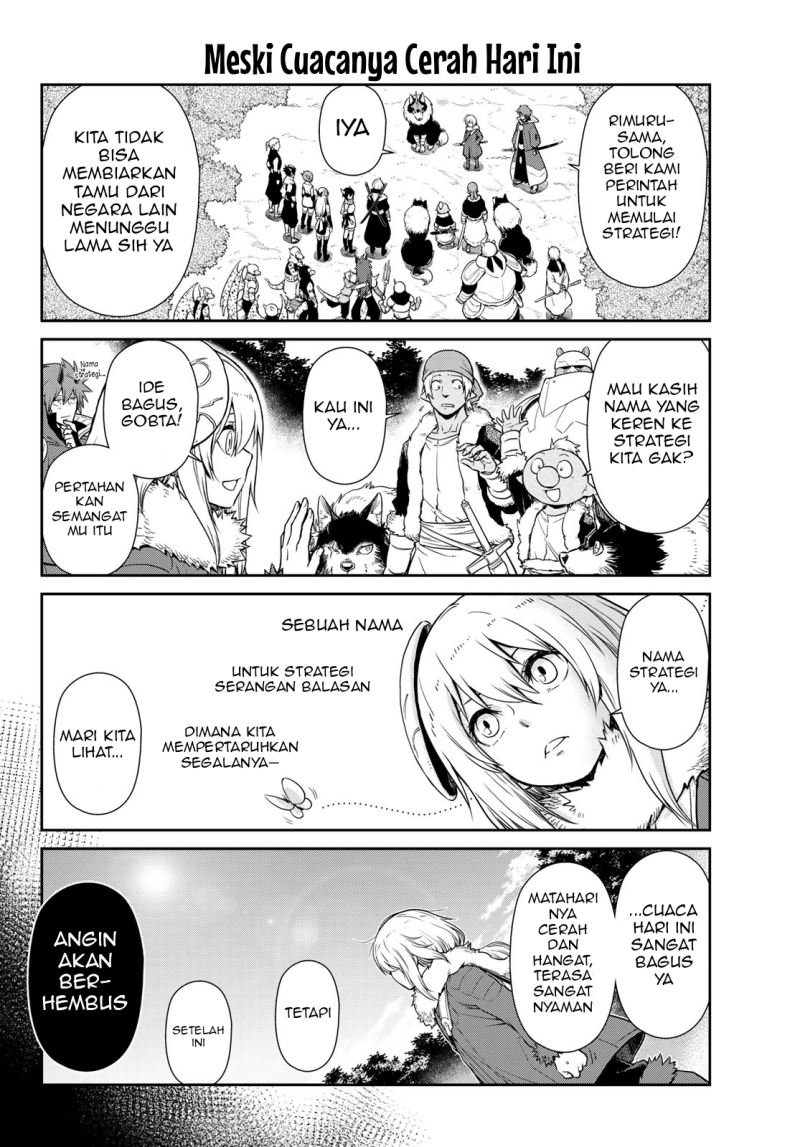 Meski Cuacanya Cerah Hari Ini
RIMURU-
SAMA,
TOLONG
BERI KAMI
PERINTAH
UNTUK
MEMULAI
STRATEGI!
IYA
KITA TIDAK
BISA
MEMBIARKAN
TAMU DARI
NEGARA LAIN
MENUNGGU
LAMA SIH YA
MAU KASIH
NAMA YANG
KEREN KE
STRATEGI
KITA GAK?
KAU INI
YA...
IDE
BAGUS,
GOBTA!
PERTAHAN
KAN
SEMANGAT
MU ITU
Nama
strategi...
NAMA
STRATEGI
YA...
SEBUAH NAMA
UNTUK STRATEGI
SERANGAN BALASAN
DIMANA KITA
MEMPERTARUHKAN
SEGALANYA—
MARI KITA
LIHAT...
...CUACA
HARI INI
SANGAT
BAGUS
YA
MATAHARI
NYA
CERAH
DAN
HANGAT,
TERASA
SANGAT
NYAMAN
TETAPI
SETELAH
INI
ANGIN
AKAN
BER-
HEMBUS